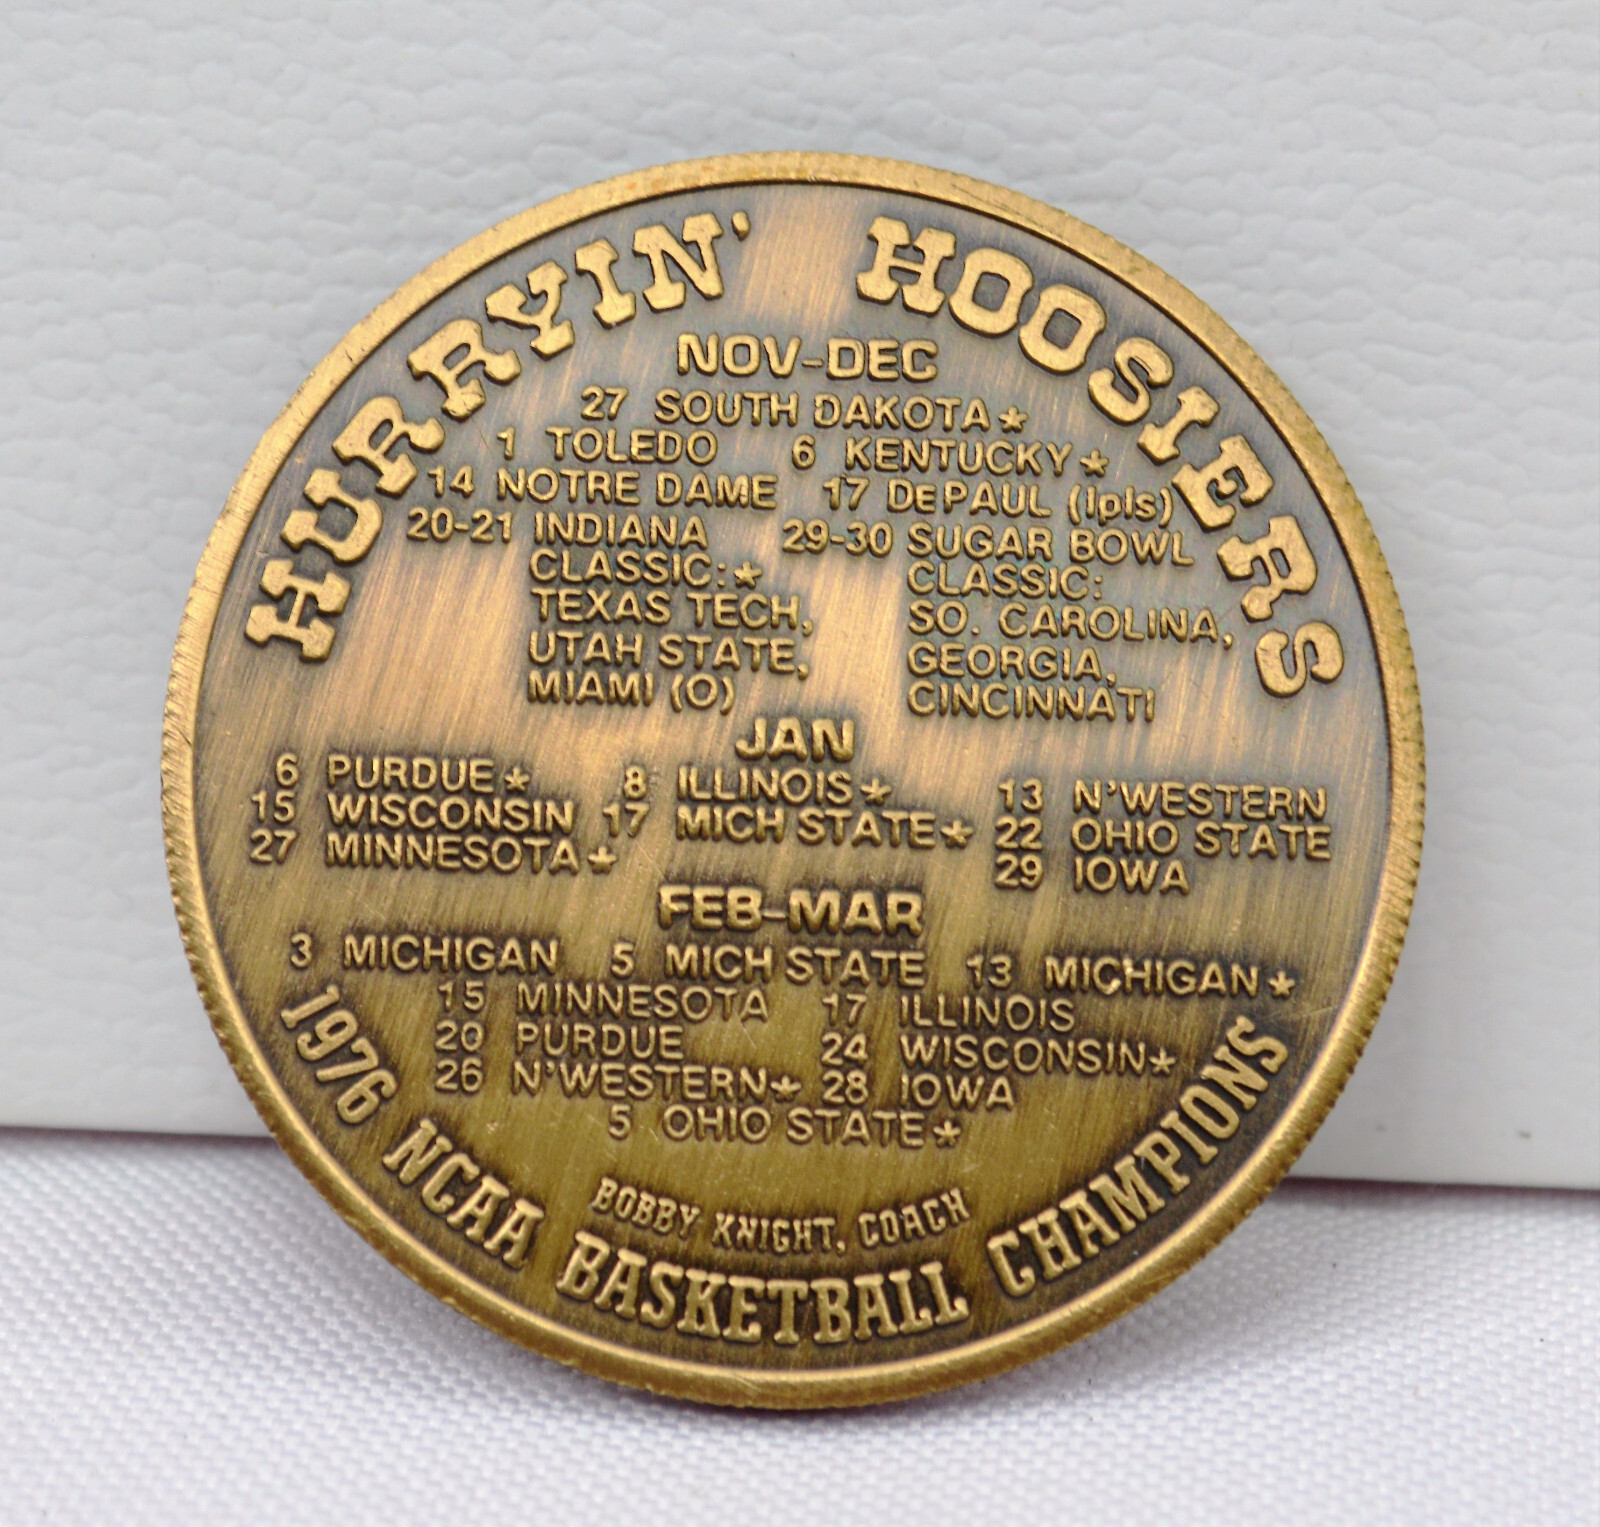 HURRYIN' HOOSIERS
NOV-DEC
27 SOUTH DAKOTA*
1 TOLEDO 6 KENTUCKY*
14 NOTRE DAME 17 DePAUL (Ipls)
20-21 INDIANA 29-30 SUGAR BOWL
CLASSIC:* CLASSIC:
TEXAS TECH, SO. CAROLINA,
UTAH STATE, GEORGIA,
MIAMI (O) CINCINNATI
JAN
6 PURDUE* 8 ILLINOIS* 13 N'WESTERN
15 WISCONSIN 17 MICH STATE* 22 OHIO STATE
27 MINNESOTA* 29 IOWA
FEB-MAR
3 MICHIGAN 5 MICH STATE 13 MICHIGAN*
15 MINNESOTA 17 ILLINOIS
20 PURDUE 24 WISCONSIN*
26 N'WESTERN* 28 IOWA
5 OHIO STATE*
BOBBY KNIGHT, COACH
1976 NCAA BASKETBALL CHAMPIONS